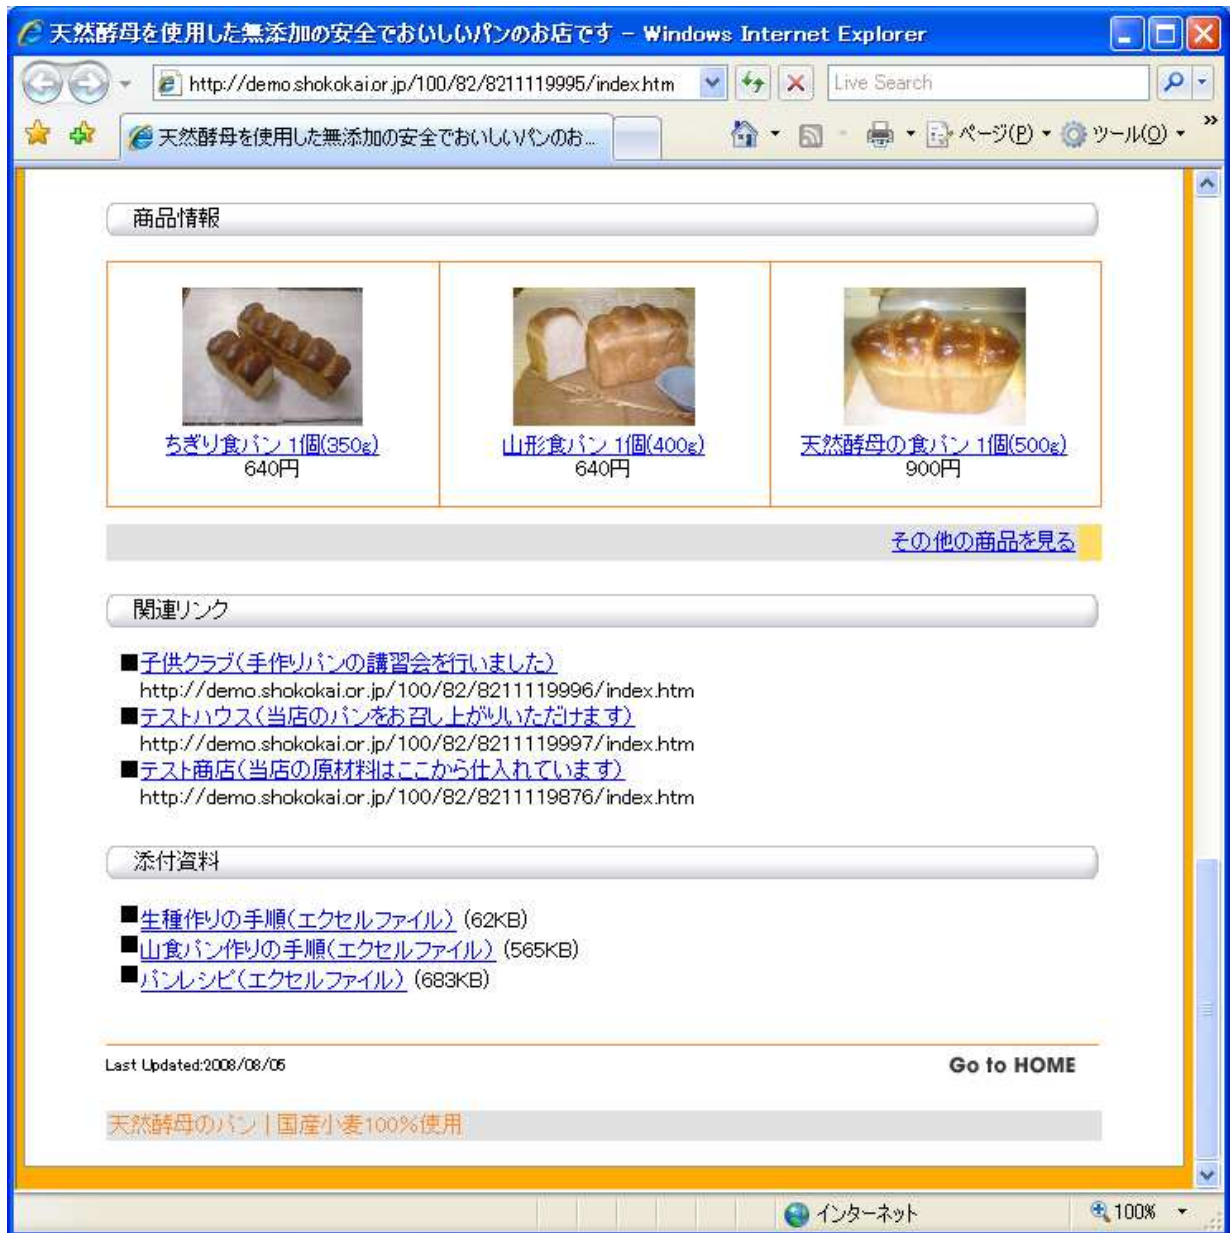 天然酵母を使用した無添加の安全でおいしいパンのお店です - Windows Internet Explorer
http://demo.shokokai.or.jp/100/82/8211119995/index.htm
Live Search
天然酵母を使用した無添加の安全でおいしいパンのお...
ページ(P)
ツール(O)
商品情報
ちぎり食パン 1個(350g)
640円
山形食パン 1個(400g)
640円
天然酵母の食パン 1個(500g)
900円
その他の商品を見る
関連リンク
■子供クラブ(手作りパンの講習会を行いました)
http://demo.shokokai.or.jp/100/82/8211119996/index.htm
■テストハウス(当店のパンをお召し上がりいただけます)
http://demo.shokokai.or.jp/100/82/8211119997/index.htm
■テスト商店(当店の原材料はここから仕入れています)
http://demo.shokokai.or.jp/100/82/8211119876/index.htm
添付資料
■生種作りの手順(エクセルファイル) (62KB)
■山食パン作りの手順(エクセルファイル) (565KB)
■パンレシピ(エクセルファイル) (683KB)
Last Updated:2008/08/05
Go to HOME
天然酵母のパン | 国産小麦100%使用
インターネット
100%